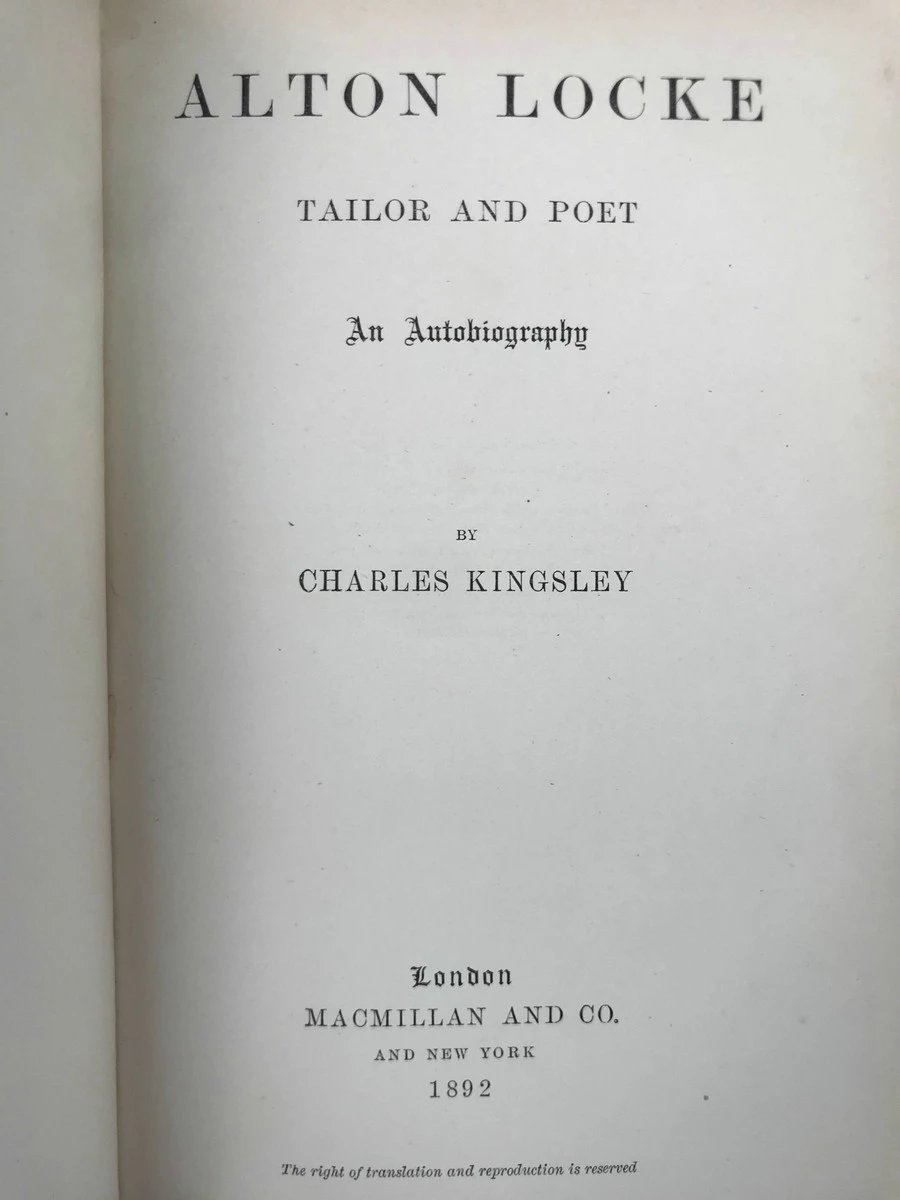 ALTON LOCKE
TAILOR AND POET
An Autobiography
BY
CHARLES KINGSLEY
London
MACMILLAN AND CO.
AND NEW YORK
1892
The right of translation and reproduction is reserved